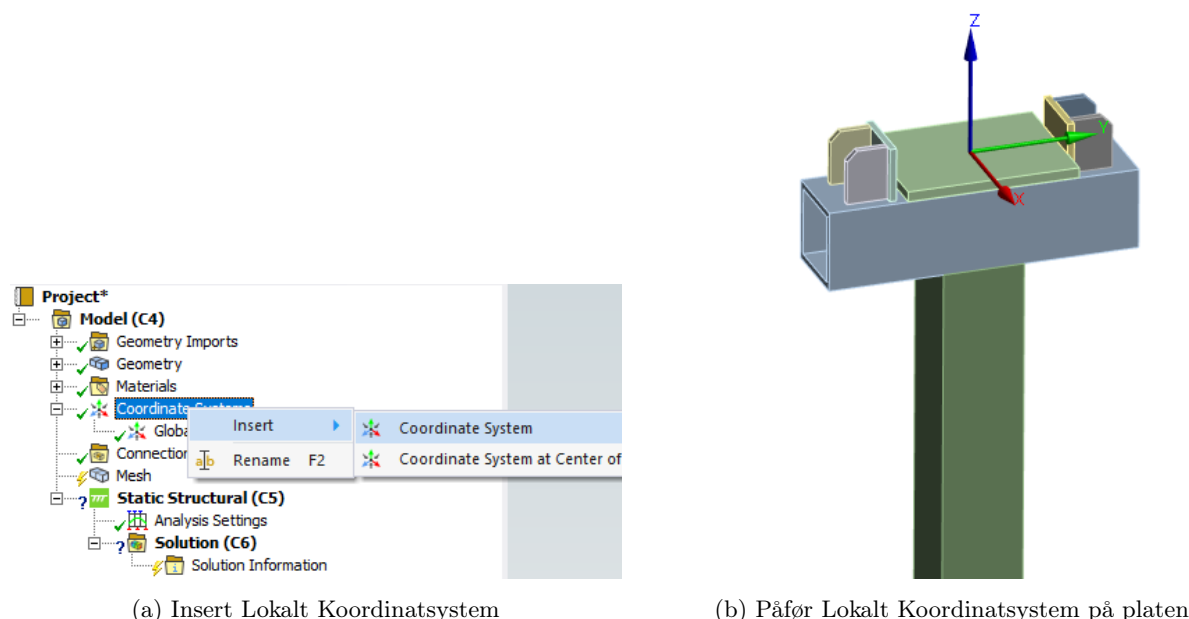 Z
Y
X
Project*
Model (C4)
Geometry Imports
Geometry
Materials
Coordinate Systems
Globa
Connection
Mesh
Static Structural (C5)
Analysis Settings
Solution (C6)
Solution Information
Insert
Rename F2
Coordinate System
Coordinate System at Center of
(a) Insert Lokalt Koordinatsystem
(b) Påfør Lokalt Koordinatsystem på platen